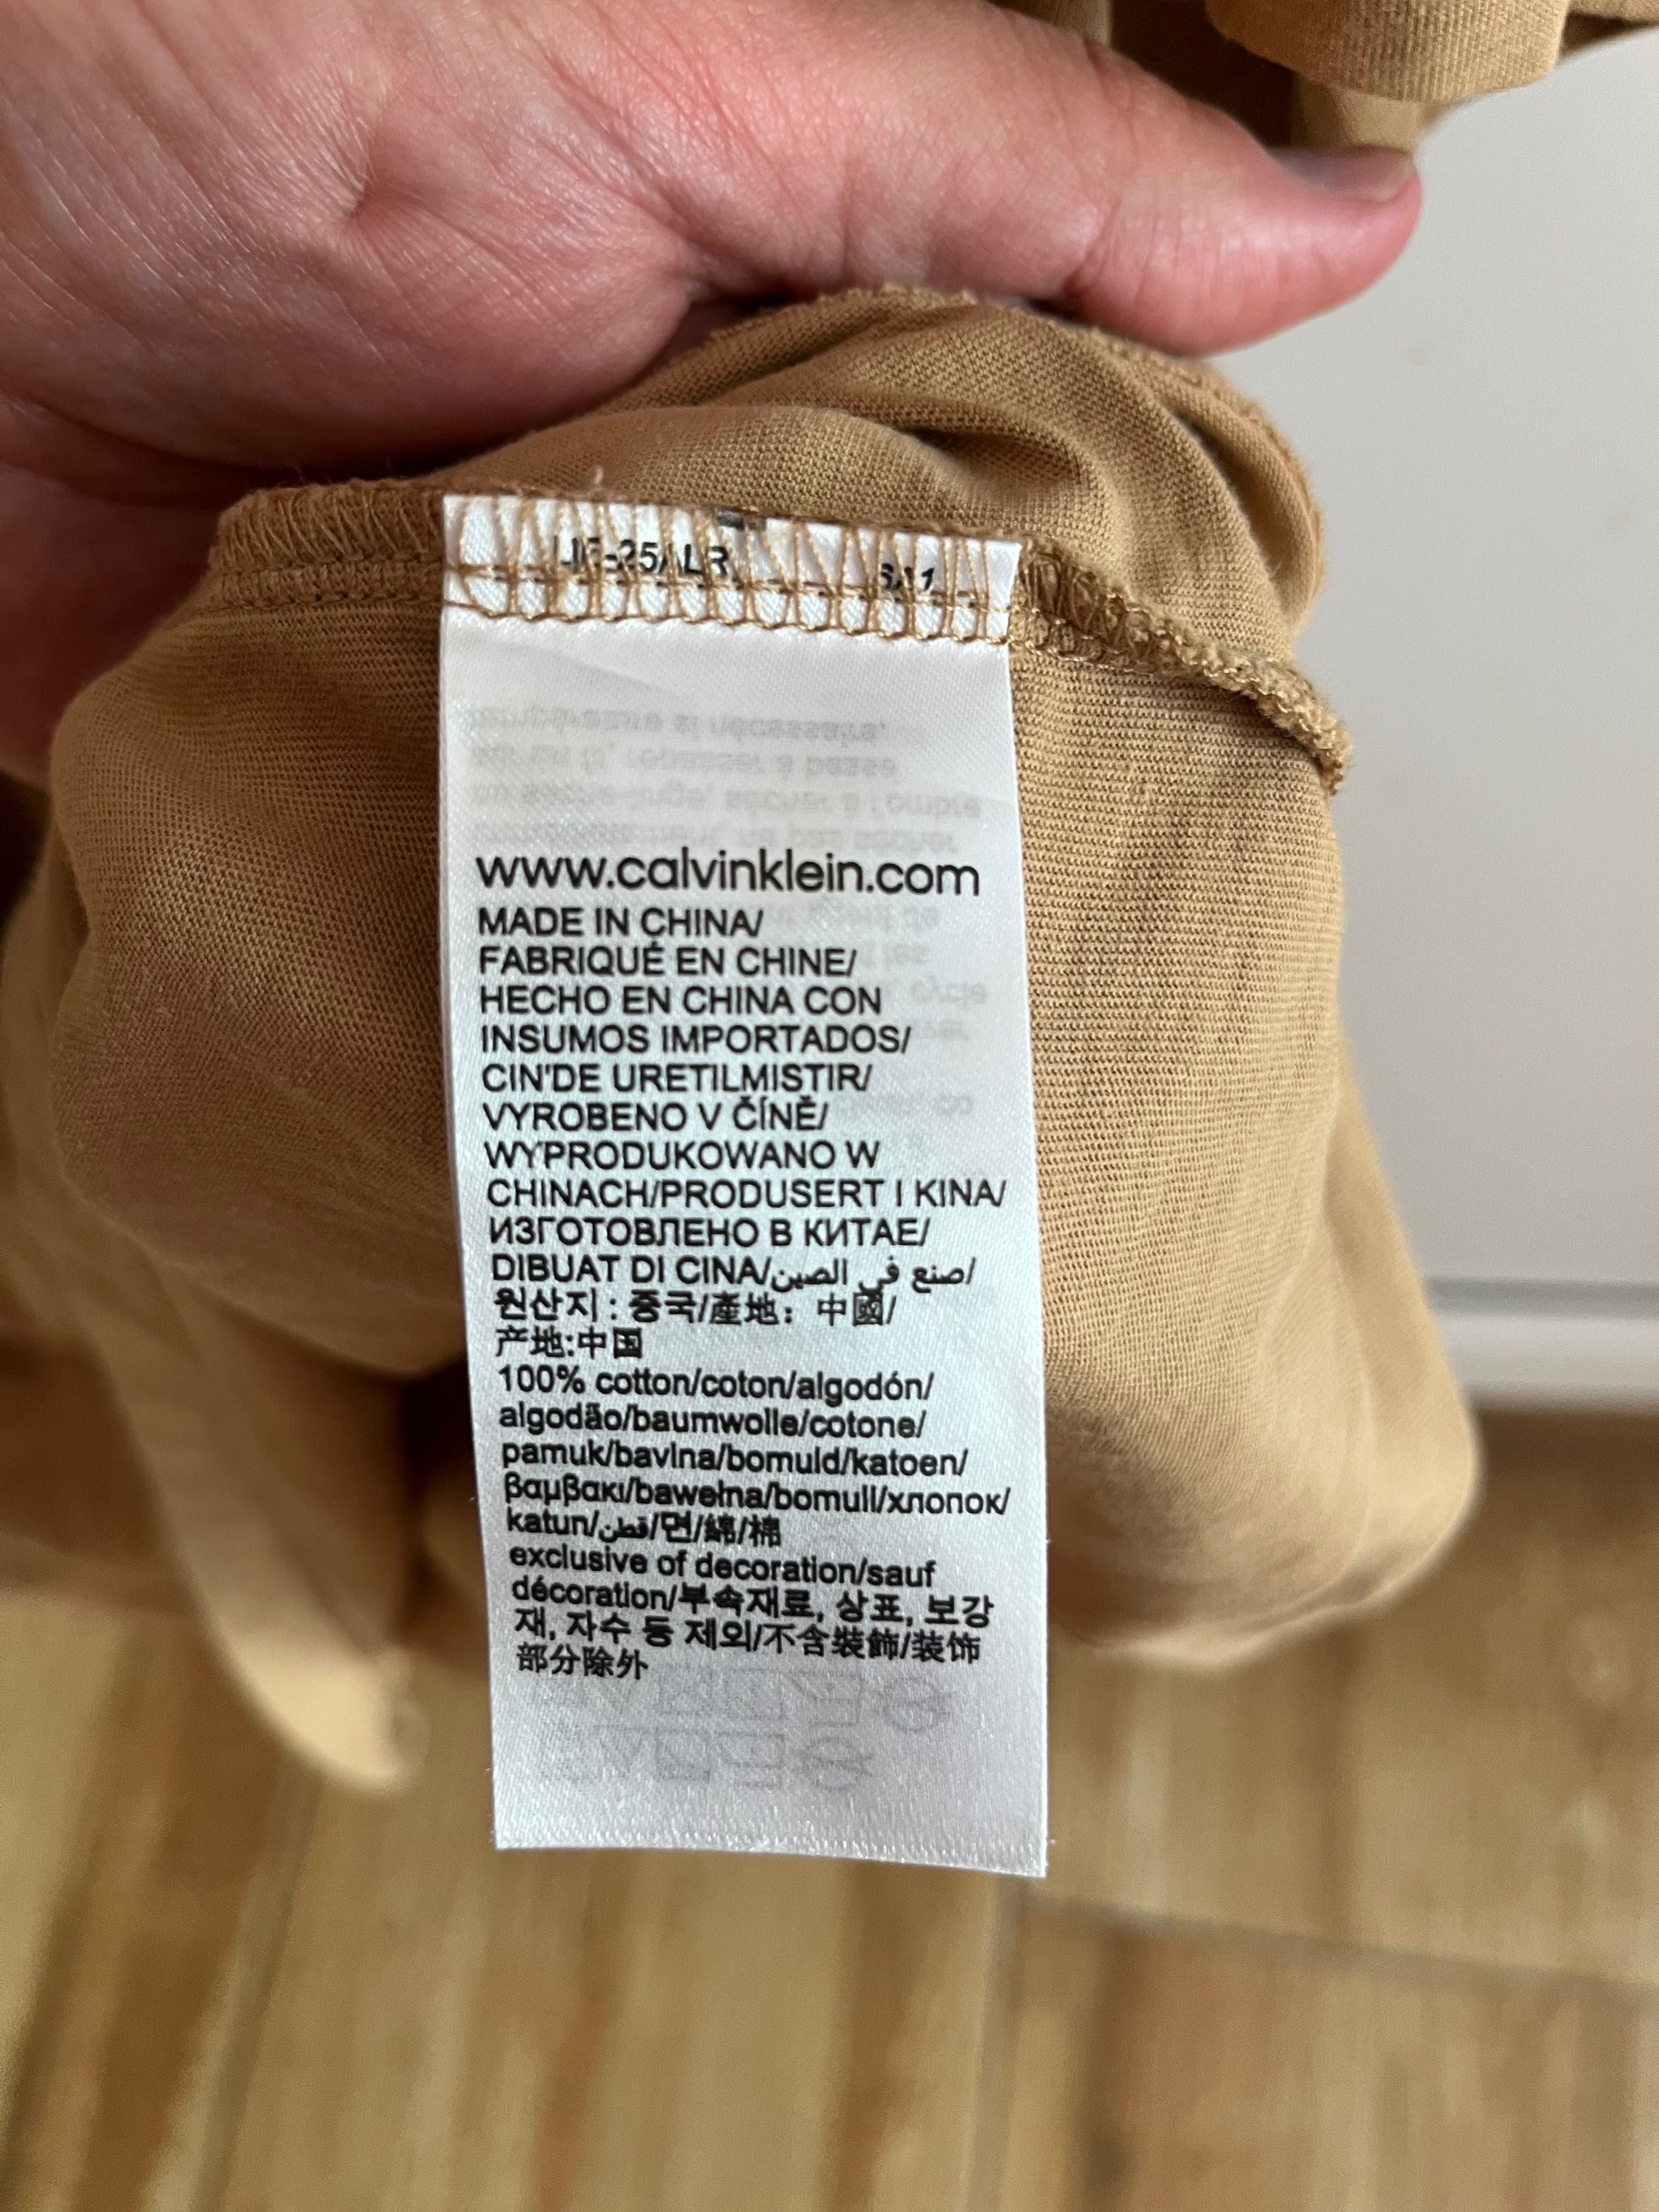 www.calvinklein.com
MADE IN CHINA/
FABRIQUÉ EN CHINE/
HECHO EN CHINA CON
INSUMOS IMPORTADOS/
CIN'DE URETILMISTIR/
VYROBENO V ČÍNĚ/
WYPRODUKOWANO W
CHINACH/PRODUSERT I KINA/
ИЗГОТОВЛЕНО В КИТАЕ/
DIBUAT DI CINA/صنع في الصين/
원산지 : 중국/產地：中國/
产地:中国
100% cotton/coton/algodón/
algodão/baumwolle/cotone/
pamuk/bavlna/bomuld/katoen/
βαμβακι/bawełna/bomull/хлопок/
katun/قطن/면/綿/棉
exclusive of decoration/sauf
décoration/부속재료, 상표, 보강
재, 자수 등 제외/不含裝飾/装饰
部分除外